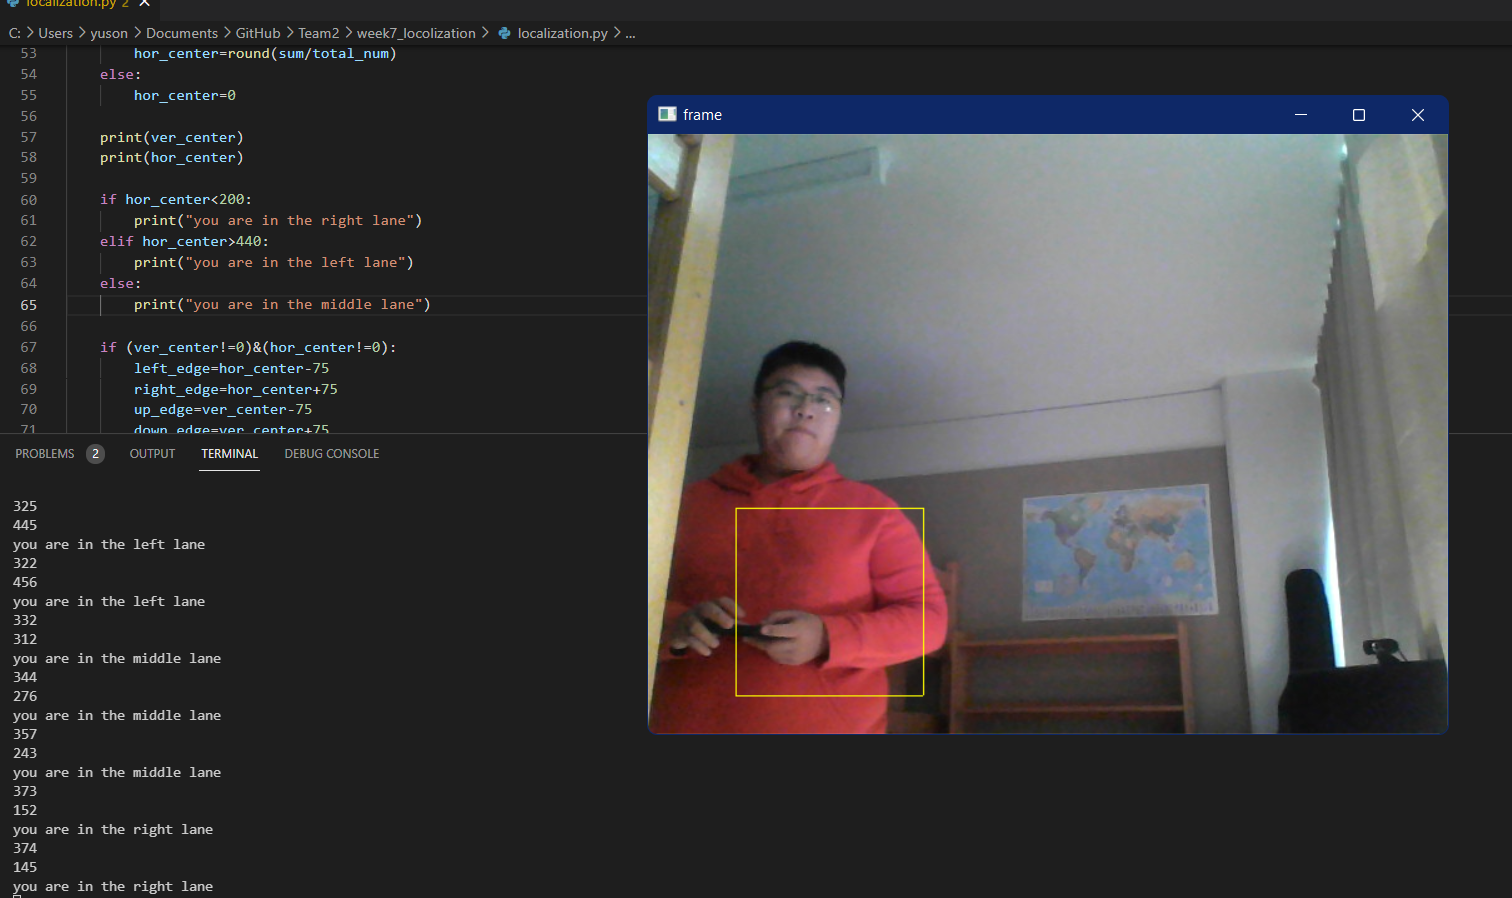 localization.py 2
C: > Users > yuson > Documents > GitHub > Team2 > week7_locolization > localization.py > ...
53 hor_center=round(sum/total_num)
54 else:
55 hor_center=0
56
57 print(ver_center)
58 print(hor_center)
59
60 if hor_center<200:
61 print("you are in the right lane")
62 elif hor_center>440:
63 print("you are in the left lane")
64 else:
65 print("you are in the middle lane")
66
67 if (ver_center!=0)&(hor_center!=0):
68 left_edge=hor_center-75
69 right_edge=hor_center+75
70 up_edge=ver_center-75
71 down_edge=ver_center+75
PROBLEMS 2 OUTPUT TERMINAL DEBUG CONSOLE
325
445
you are in the left lane
322
456
you are in the left lane
332
312
you are in the middle lane
344
276
you are in the middle lane
357
243
you are in the middle lane
373
152
you are in the right lane
374
145
you are in the right lane
frame